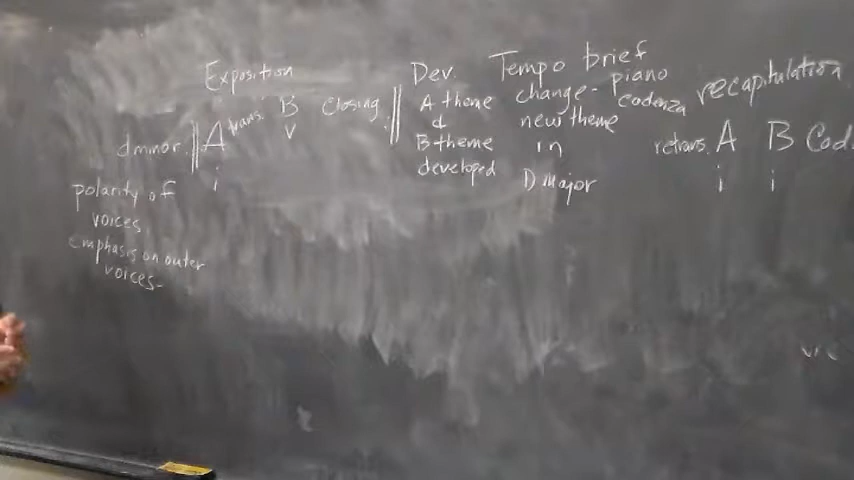 Exposition
d minor. A trans. B closing
i v
Dev.
A theme
&
B theme
developed
Tempo
change -
new theme
in
D Major
brief
piano
cadenza
recapitulation
retrans. A B Cod
i i
polarity of
voices
emphasis on outer
voices-